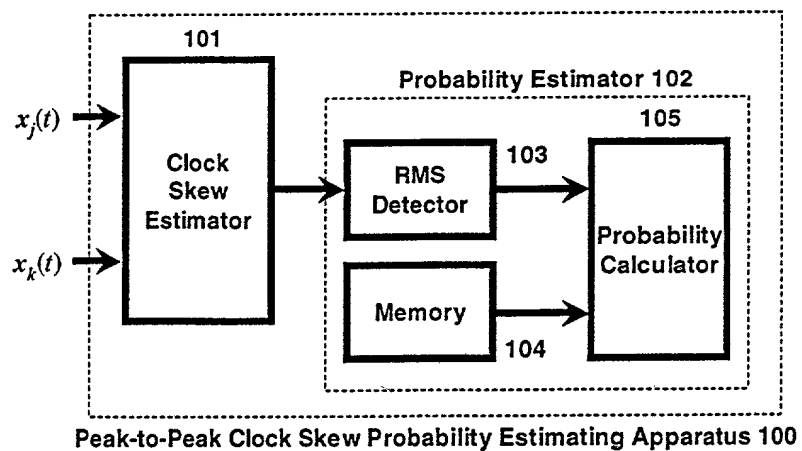 101
Probability Estimator 102
x_j(t)
105
103
Clock
Skew
Estimator
RMS
Detector
Probability
Calculator
x_k(t)
Memory
104
Peak-to-Peak Clock Skew Probability Estimating Apparatus 100